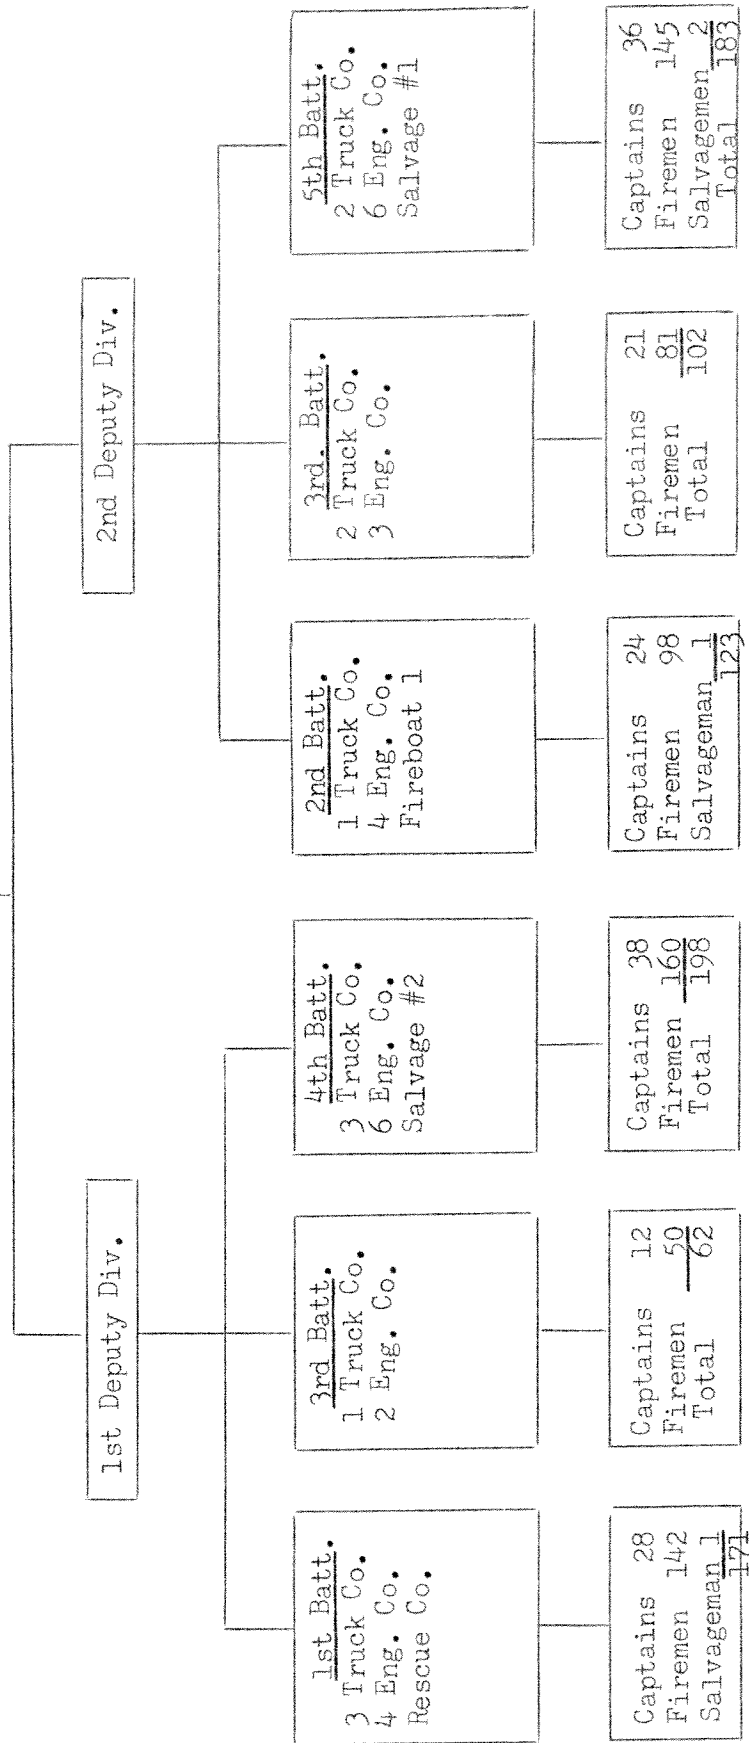 1st Deputy Div.
2nd Deputy Div.
1st Batt.
3 Truck Co.
4 Eng. Co.
Rescue Co.
3rd Batt.
1 Truck Co.
2 Eng. Co.
4th Batt.
3 Truck Co.
6 Eng. Co.
Salvage #2
2nd Batt.
1 Truck Co.
4 Eng. Co.
Fireboat 1
3rd. Batt.
2 Truck Co.
3 Eng. Co.
5th Batt.
2 Truck Co.
6 Eng. Co.
Salvage #1
Captains 28
Firemen 142
Salvageman 1
171
Captains 12
Firemen 50
Total 62
Captains 38
Firemen 160
Total 198
Captains 24
Firemen 98
Salvageman 1
123
Captains 21
Firemen 81
Total 102
Captains 36
Firemen 145
Salvagemen 2
Total 183